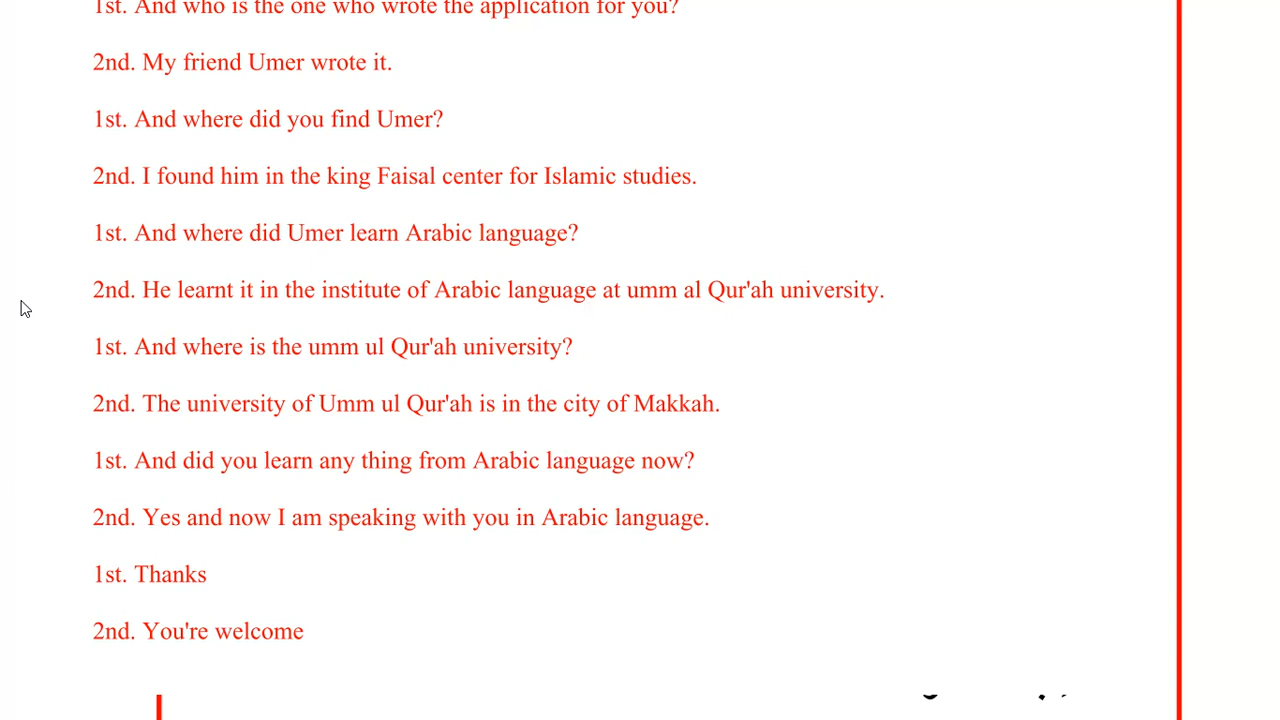 1st. And who is the one who wrote the application for you?
2nd. My friend Umer wrote it.
1st. And where did you find Umer?
2nd. I found him in the king Faisal center for Islamic studies.
1st. And where did Umer learn Arabic language?
2nd. He learnt it in the institute of Arabic language at umm al Qur'ah university.
1st. And where is the umm ul Qur'ah university?
2nd. The university of Umm ul Qur'ah is in the city of Makkah.
1st. And did you learn any thing from Arabic language now?
2nd. Yes and now I am speaking with you in Arabic language.
1st. Thanks
2nd. You're welcome